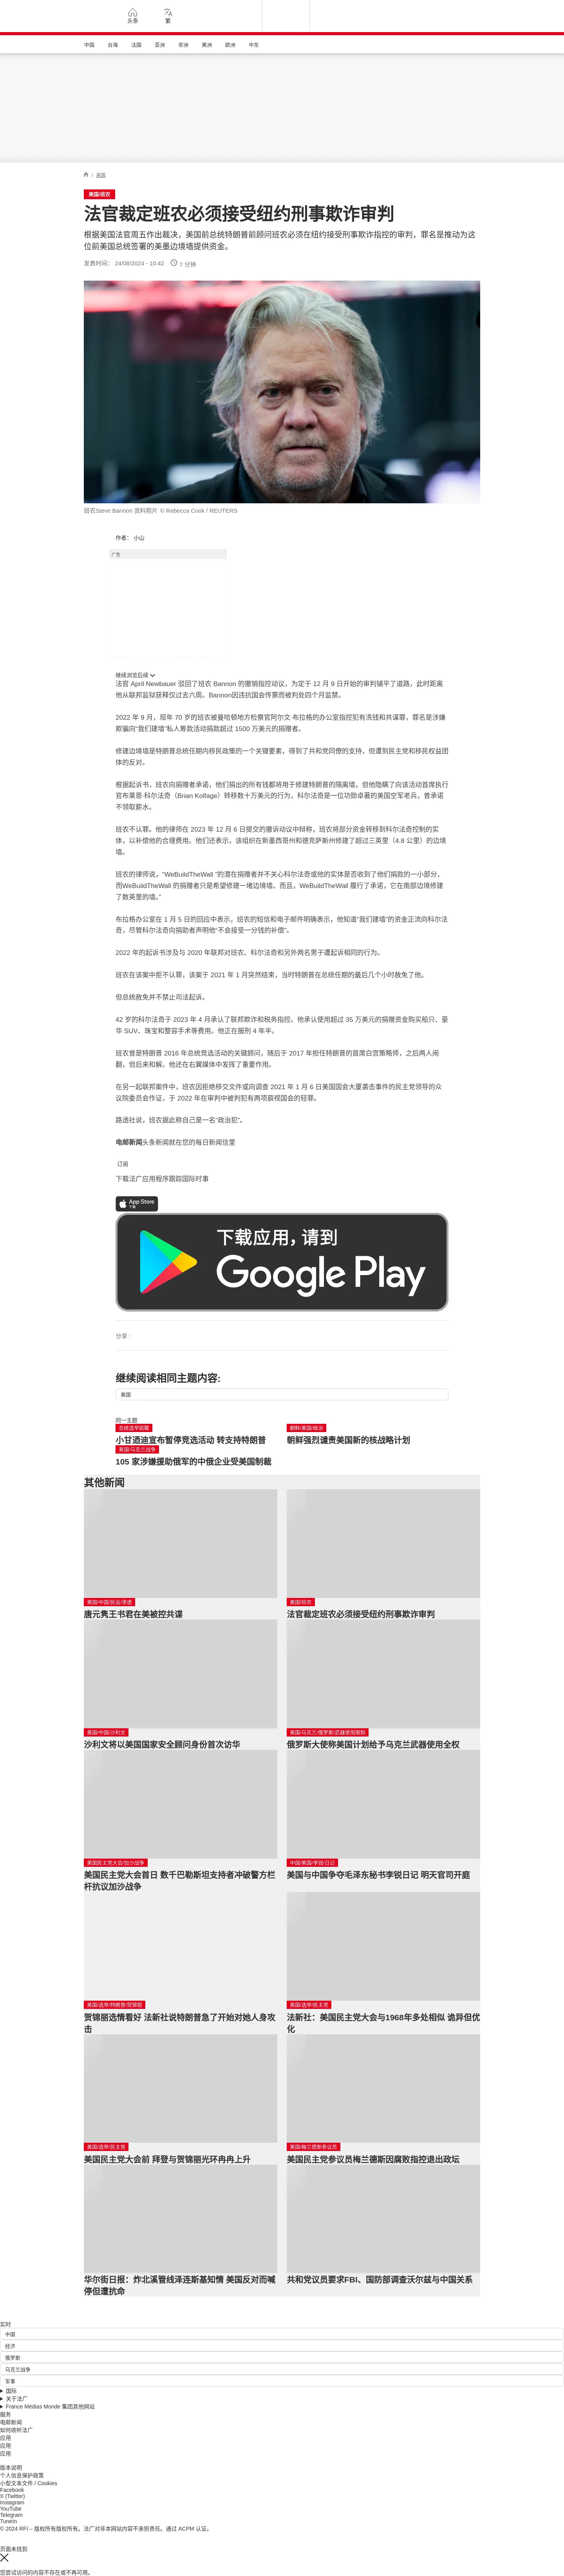 头条
繁
中国
台海
法国
亚洲
非洲
美洲
欧洲
中东
/ 美国
美国/班农
法官裁定班农必须接受纽约刑事欺诈审判
根据美国法官周五作出裁决，美国前总统特朗普前顾问班农必须在纽约接受刑事欺诈指控的审判，罪名是推动为这
位前美国总统签署的美墨边境墙提供资金。
发表时间： 24/08/2024 - 10:42
7 分钟
班农Steve Bannon 资料照片 © Rebecca Cook / REUTERS
作者： 小山
广告
继续浏览后续
法官 April Newbauer 驳回了班农 Bannon 的撤销指控动议，为定于 12 月 9 日开始的审判铺平了道路，此时距离
他从联邦监狱获释仅过去六周。Bannon因违抗国会传票而被判处四个月监禁。
2022 年 9 月，现年 70 岁的班农被曼哈顿地方检察官阿尔文·布拉格的办公室指控犯有洗钱和共谋罪，罪名是涉嫌
欺骗向“我们建墙”私人筹款活动捐款超过 1500 万美元的捐赠者。
修建边境墙是特朗普总统任期内移民政策的一个关键要素，得到了共和党同僚的支持，但遭到民主党和移民权益团
体的反对。
根据起诉书，班农向捐赠者承诺，他们捐出的所有钱都将用于修建特朗普的隔离墙，但他隐瞒了向该活动首席执行
官布莱恩·科尔法奇（Brian Kolfage）转移数十万美元的行为，科尔法奇是一位功勋卓著的美国空军老兵，曾承诺
不领取薪水。
班农不认罪。他的律师在 2023 年 12 月 6 日提交的撤诉动议中辩称，班农将部分资金转移到科尔法奇控制的实
体，以补偿他的合理费用。他们还表示，该组织在新墨西哥州和德克萨斯州修建了超过三英里（4.8 公里）的边境
墙。
班农的律师说，"WeBuildTheWall "的潜在捐赠者并不关心科尔法奇或他的实体是否收到了他们捐款的一小部分，
而WeBuildTheWall 的捐赠者只是希望修建一堵边境墙。而且，WeBuildTheWall 履行了承诺，它在南部边境修建
了数英里的墙。"
布拉格办公室在 1 月 5 日的回应中表示，班农的短信和电子邮件明确表示，他知道“我们建墙”的资金正流向科尔法
奇，尽管科尔法奇向捐助者声明他“不会接受一分钱的补偿”。
2022 年的起诉书涉及与 2020 年联邦对班农、科尔法奇和另外两名男子遭起诉相同的行为。
班农在该案中拒不认罪，该案于 2021 年 1 月突然结束，当时特朗普在总统任期的最后几个小时赦免了他。
但总统赦免并不禁止司法起诉。
42 岁的科尔法奇于 2023 年 4 月承认了联邦欺诈和税务指控。他承认使用超过 35 万美元的捐赠资金购买船只、豪
华 SUV、珠宝和整容手术等费用。他正在服刑 4 年半。
班农曾是特朗普 2016 年总统竞选活动的关键顾问，随后于 2017 年担任特朗普的首席白宫策略师，之后两人闹
翻，但后来和解。他还在右翼媒体中发挥了重要作用。
在另一起联邦案件中，班农因拒绝移交文件或向调查 2021 年 1 月 6 日美国国会大厦袭击事件的民主党领导的众
议院委员会作证，于 2022 年在审判中被判犯有两项藐视国会的轻罪。
路透社说，班农据此称自己是一名“政治犯”。
电邮新闻头条新闻就在您的每日新闻信里
订阅
下载法广应用程序跟踪国际时事
App Store
下载
下载应用，请到
Google Play
分享 :
继续阅读相同主题内容:
美国
同一主题
总统选举前瞻
小甘迺迪宣布暂停竞选活动 转支持特朗普
朝鲜/美国/政治
朝鲜强烈谴责美国新的核战略计划
美国/乌克兰战争
105 家涉嫌援助俄军的中俄企业受美国制裁
其他新闻
美国/中国/民运/渗透
唐元隽王书君在美被控共谍
美国/班农
法官裁定班农必须接受纽约刑事欺诈审判
美国/中国/沙利文
沙利文将以美国国家安全顾问身份首次访华
美国/乌克兰/俄罗斯/武器使用限制
俄罗斯大使称美国计划给予乌克兰武器使用全权
美国民主党大会/加沙战争
美国民主党大会首日 数千巴勒斯坦支持者冲破警方栏
杆抗议加沙战争
中国/美国/李锐/日记
美国与中国争夺毛泽东秘书李锐日记 明天官司开庭
美国/选举/特朗普/贺锦丽
贺锦丽选情看好 法新社说特朗普急了开始对她人身攻
击
美国/选举/民主党
法新社：美国民主党大会与1968年多处相似 诡异但优
化
美国/选举/民主党
美国民主党大会前 拜登与贺锦丽光环冉冉上升
美国/梅兰德斯参议员
美国民主党参议员梅兰德斯因腐败指控退出政坛
华尔街日报：炸北溪管线泽连斯基知情 美国反对而喊
停但遭抗命
共和党议员要求FBI、国防部调查沃尔兹与中国关系
实时
中国
经济
俄罗斯
乌克兰战争
军事
国际
关于法广
France Médias Monde 集团其他网站
服务
电邮新闻
如何收听法广
应用
应用
应用
版本说明
个人信息保护政策
小型文本文件 / Cookies
Facebook
X (Twitter)
Instagram
YouTube
Telegram
TuneIn
© 2024 RFI – 版权所有版权所有。法广对非本网站内容不承担责任。通过 ACPM 认证。
页面未找到
您尝试访问的内容不存在或不再可用。